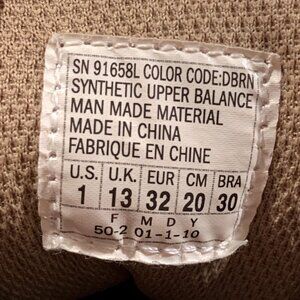 SN 91658L COLOR CODE:DBRN
SYNTHETIC UPPER BALANCE
MAN MADE MATERIAL
MADE IN CHINA
FABRIQUE EN CHINE
U.S. U.K. EUR CM BRA
1 13 32 20 30
F M D Y
50-2 01-1-10